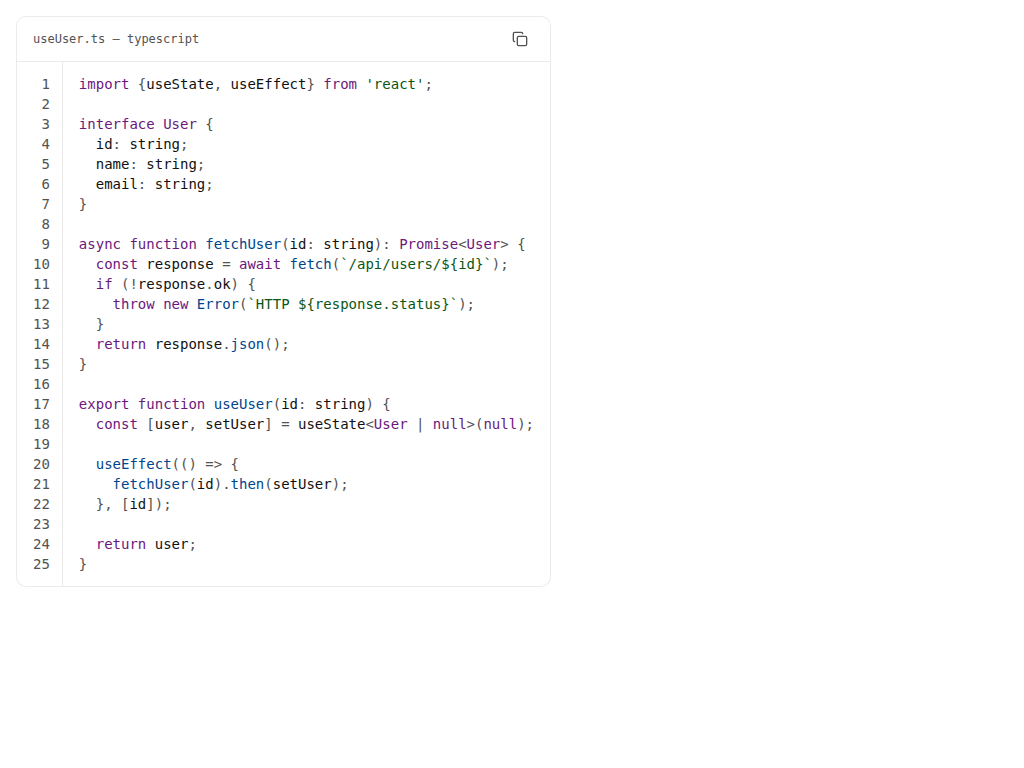 useUser.ts — typescript
1 import {useState, useEffect} from 'react';
2
3 interface User {
4   id: string;
5   name: string;
6   email: string;
7 }
8
9 async function fetchUser(id: string): Promise<User> {
10   const response = await fetch(`/api/users/${id}`);
11   if (!response.ok) {
12     throw new Error(`HTTP ${response.status}`);
13   }
14   return response.json();
15 }
16
17 export function useUser(id: string) {
18   const [user, setUser] = useState<User | null>(null);
19
20   useEffect(() => {
21     fetchUser(id).then(setUser);
22   }, [id]);
23
24   return user;
25 }